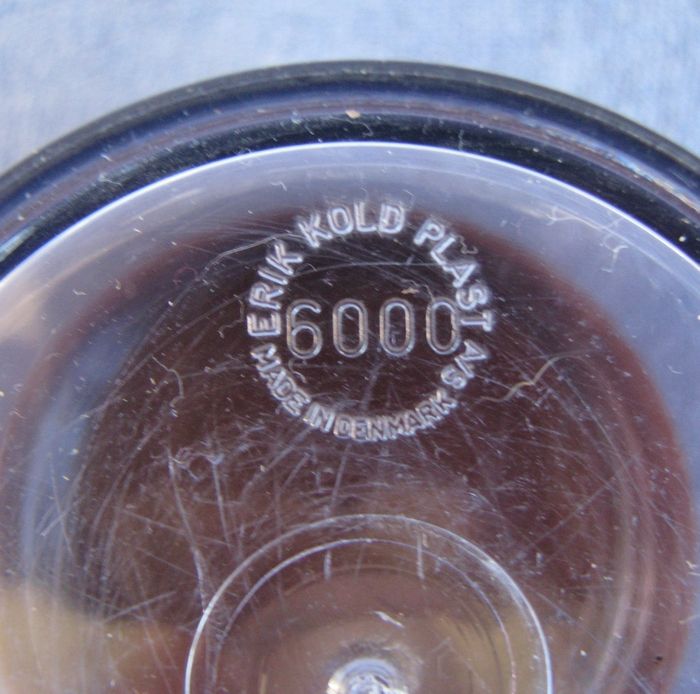 ERIK KOLD PLAST A/S
6000
MADE IN DENMARK